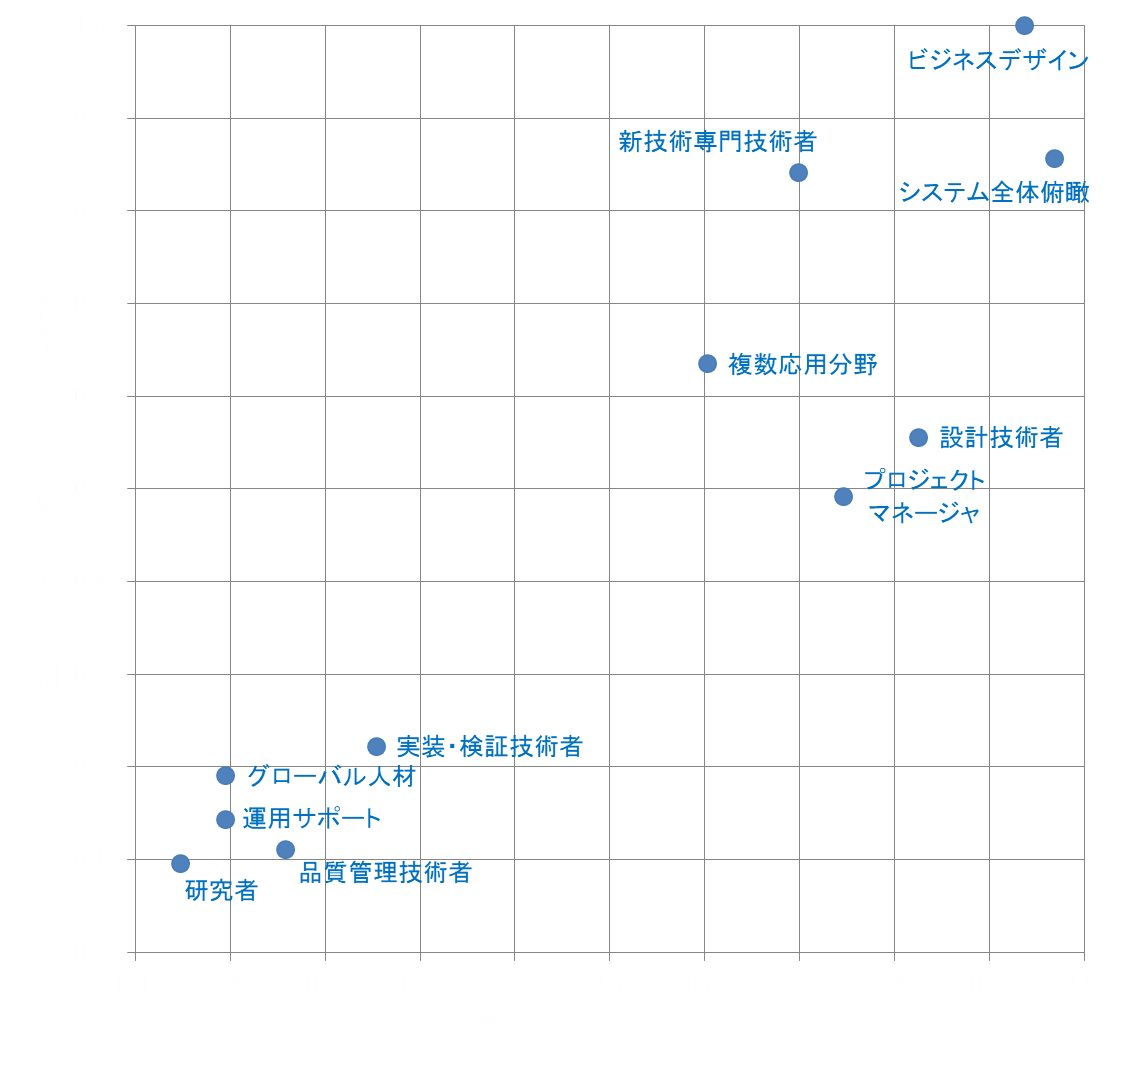 ビジネスデザイン
新技術専門技術者
システム全体俯瞰
複数応用分野
設計技術者
プロジェクト
マネージャ
実装・検証技術者
グローバル人材
運用サポート
品質管理技術者
研究者